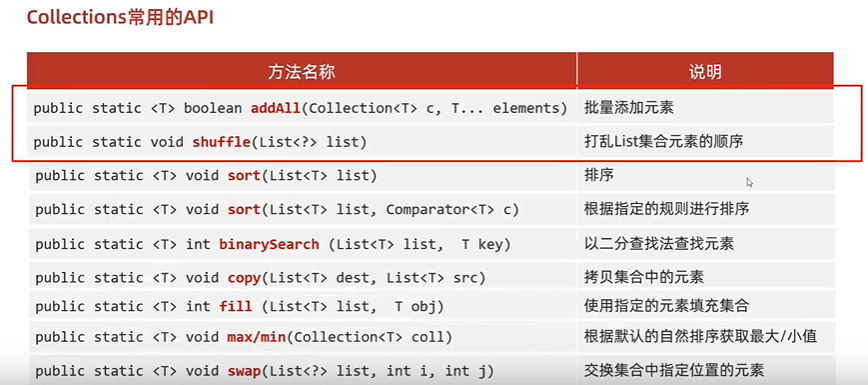 Collections常用的API
方法名称 说明
public static <T> boolean addAll(Collection<T> c, T... elements) 批量添加元素
public static void shuffle(List<?> list) 打乱List集合元素的顺序
public static <T> void sort(List<T> list) 排序
public static <T> void sort(List<T> list, Comparator<T> c) 根据指定的规则进行排序
public static <T> int binarySearch (List<T> list, T key) 以二分查找法查找元素
public static <T> void copy(List<T> dest, List<T> src) 拷贝集合中的元素
public static <T> int fill (List<T> list, T obj) 使用指定的元素填充集合
public static <T> void max/min(Collection<T> coll) 根据默认的自然排序获取最大/小值
public static <T> void swap(List<?> list, int i, int j) 交换集合中指定位置的元素